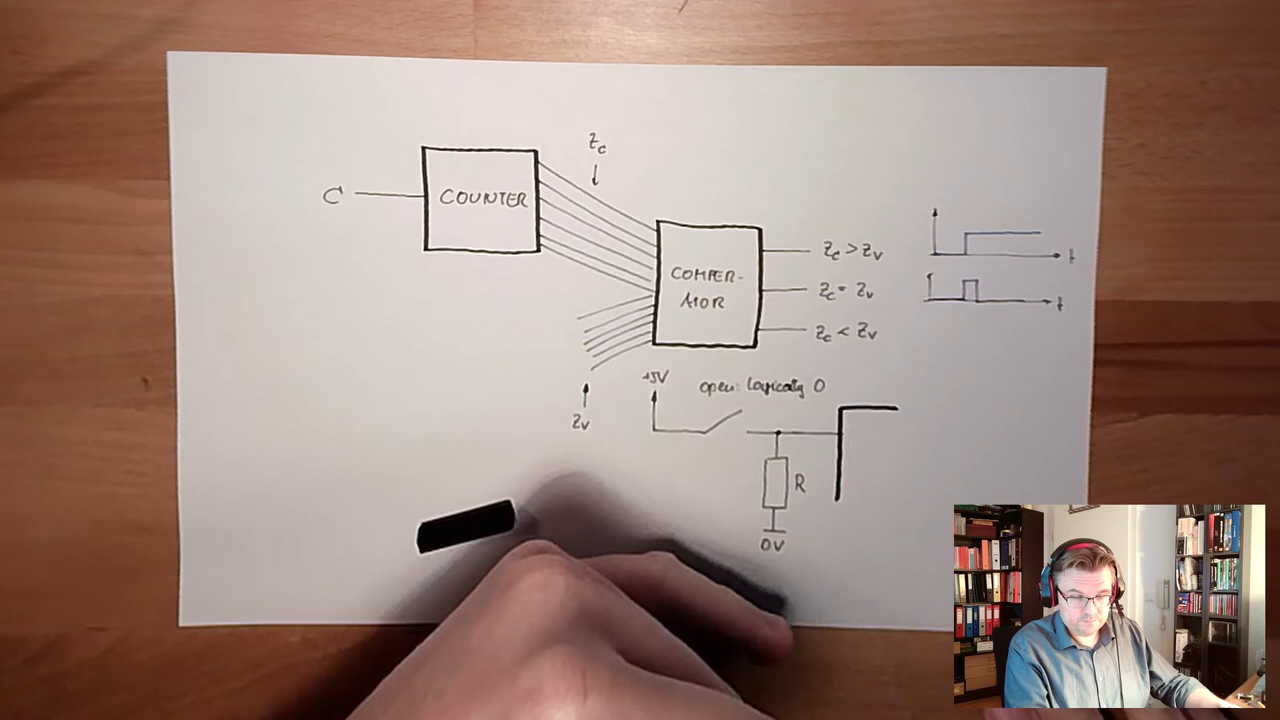 Zc
C
COUNTER
COMPER-
ATOR
Zc > Zv
Zc = Zv
Zc < Zv
t
t
Zv
+5V
open: logically 0
R
0V